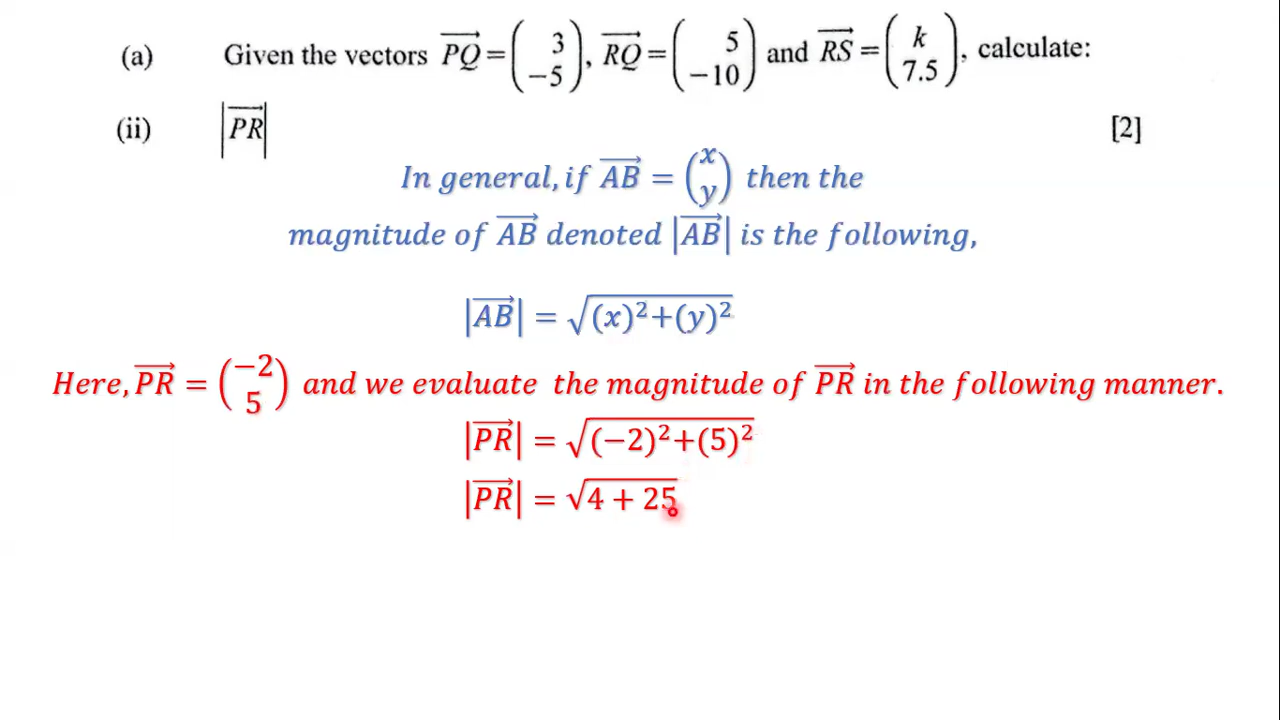 (a) Given the vectors $\overrightarrow{PQ} = \begin{pmatrix} 3 \\ -5 \end{pmatrix}$, $\overrightarrow{RQ} = \begin{pmatrix} 5 \\ -10 \end{pmatrix}$ and $\overrightarrow{RS} = \begin{pmatrix} k \\ 7.5 \end{pmatrix}$, calculate:
(ii) $|\overrightarrow{PR}|$ [2]
In general, if $\overrightarrow{AB} = \begin{pmatrix} x \\ y \end{pmatrix}$ then the
magnitude of $\overrightarrow{AB}$ denoted $|\overrightarrow{AB}|$ is the following,
$|\overrightarrow{AB}| = \sqrt{(x)^2+(y)^2}$
Here, $\overrightarrow{PR} = \begin{pmatrix} -2 \\ 5 \end{pmatrix}$ and we evaluate the magnitude of $\overrightarrow{PR}$ in the following manner.
$|\overrightarrow{PR}| = \sqrt{(-2)^2+(5)^2}$
$|\overrightarrow{PR}| = \sqrt{4 + 25}$